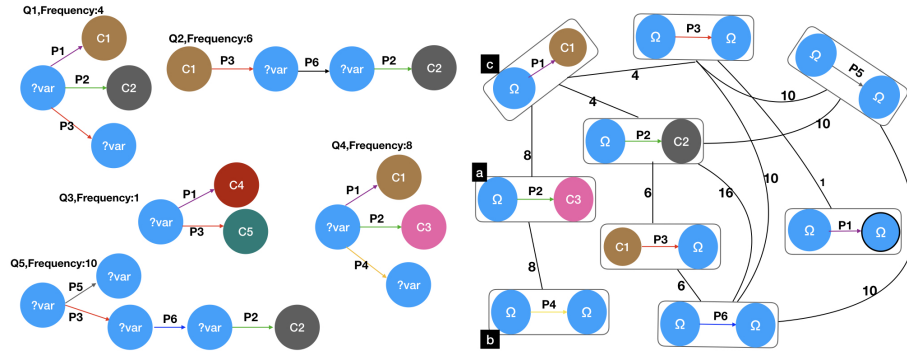 Q1,Frequency:4
P1
C1
?var
P2
C2
P3
?var
Q2,Frequency:6
C1
P3
?var
P6
?var
P2
C2
Q3,Frequency:1
?var
P1
C4
P3
C5
Q4,Frequency:8
P1
C1
?var
P2
C3
P4
?var
Q5,Frequency:10
?var
P5
?var
P3
?var
P6
?var
P2
C2
c
Ω
P1
C1
Ω
P3
Ω
Ω
P5
Ω
4
10
4
10
Ω
P2
C2
8
a
Ω
P2
C3
6
16
10
1
C1
P3
Ω
Ω
P1
Ω
8
6
10
b
Ω
P4
Ω
Ω
P6
Ω